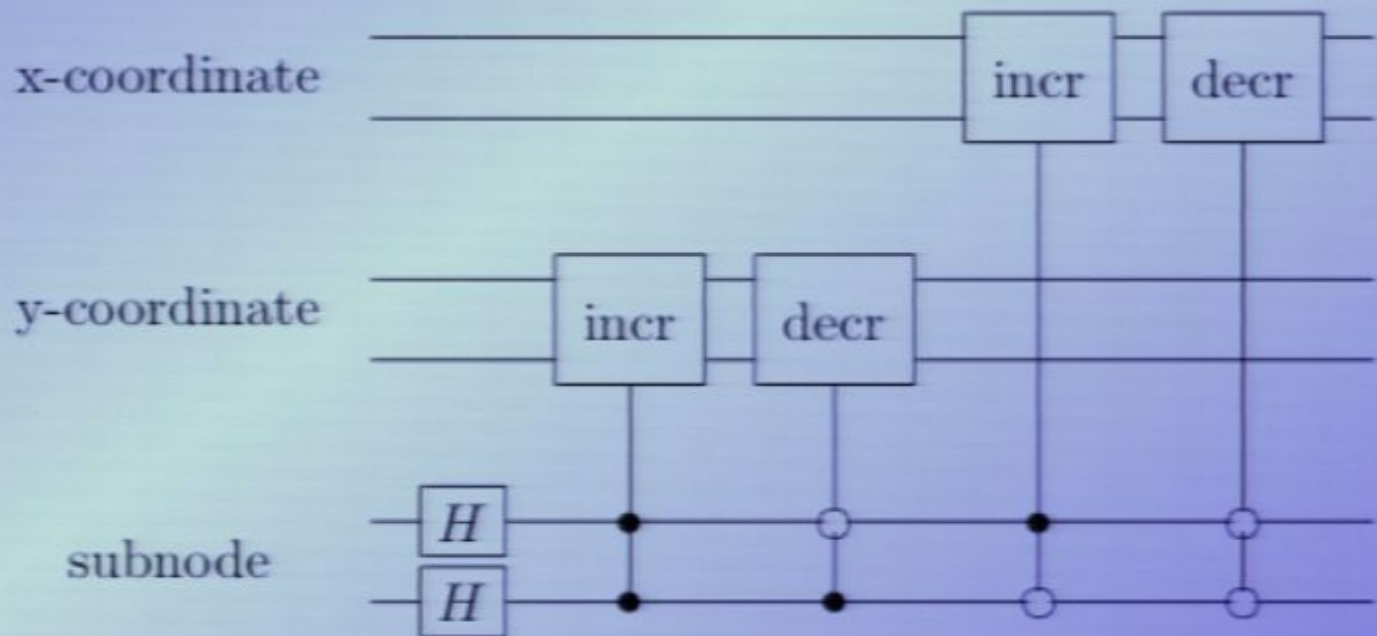 x-coordinate
incr decr
y-coordinate
incr decr
subnode
H
H